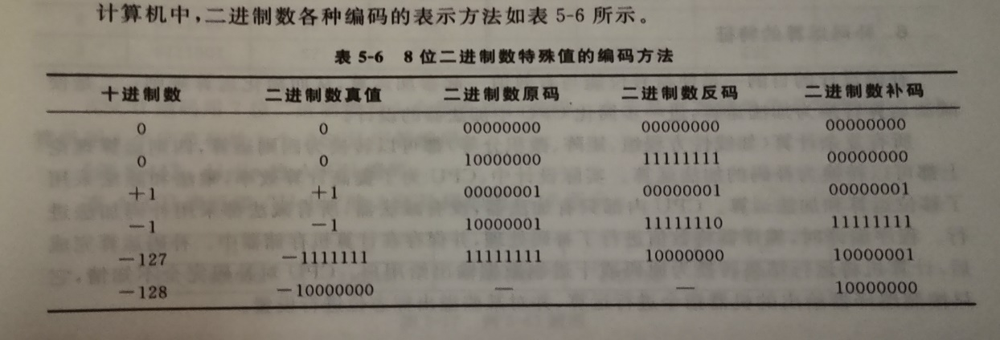 计算机中,二进制数各种编码的表示方法如表 5-6 所示。
表 5-6 8 位二进制数特殊值的编码方法
十进制数 二进制数真值 二进制数原码 二进制数反码 二进制数补码
0 0 00000000 00000000 00000000
0 0 10000000 11111111 00000000
+1 +1 00000001 00000001 00000001
-1 -1 10000001 11111110 11111111
-127 -1111111 11111111 10000000 10000001
-128 -10000000 — — 10000000